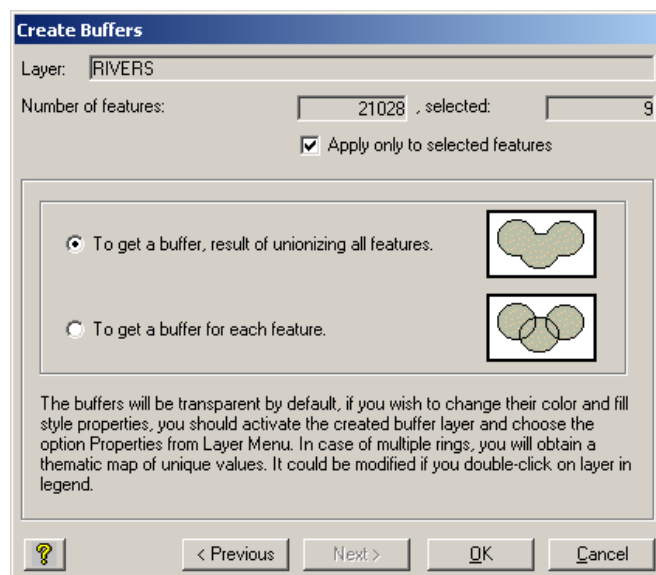 Create Buffers
Layer: RIVERS
Number of features: 21028 , selected: 9
Apply only to selected features
To get a buffer, result of unionizing all features.
To get a buffer for each feature.
The buffers will be transparent by default, if you wish to change their color and fill
style properties, you should activate the created buffer layer and choose the
option Properties from Layer Menu. In case of multiple rings, you will obtain a
thematic map of unique values. It could be modified if you double-click on layer in
legend.
? < Previous Next > OK Cancel